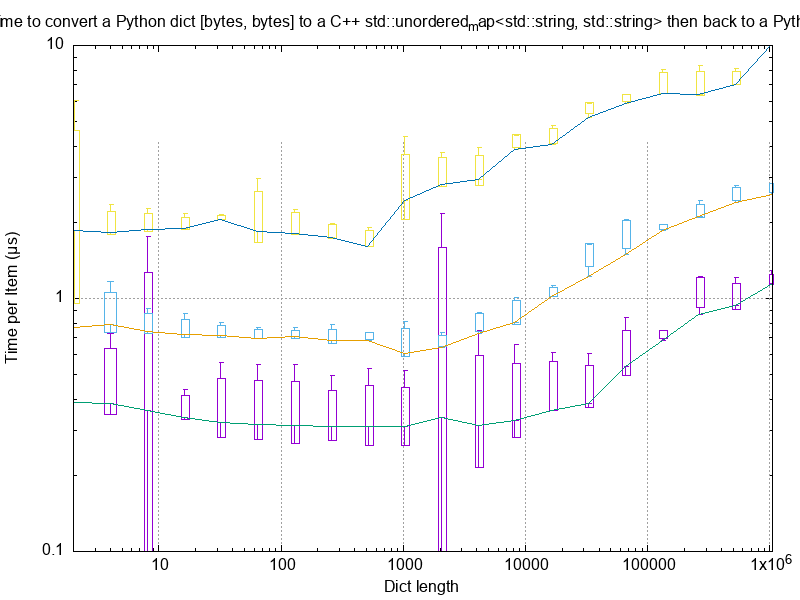 me to convert a Python dict [bytes, bytes] to a C++ std::unordered_map<std::string, std::string> then back to a Pyth
10
1
0.1
Time per Item (µs)
10 100 1000 10000 100000 1x10⁶
Dict length